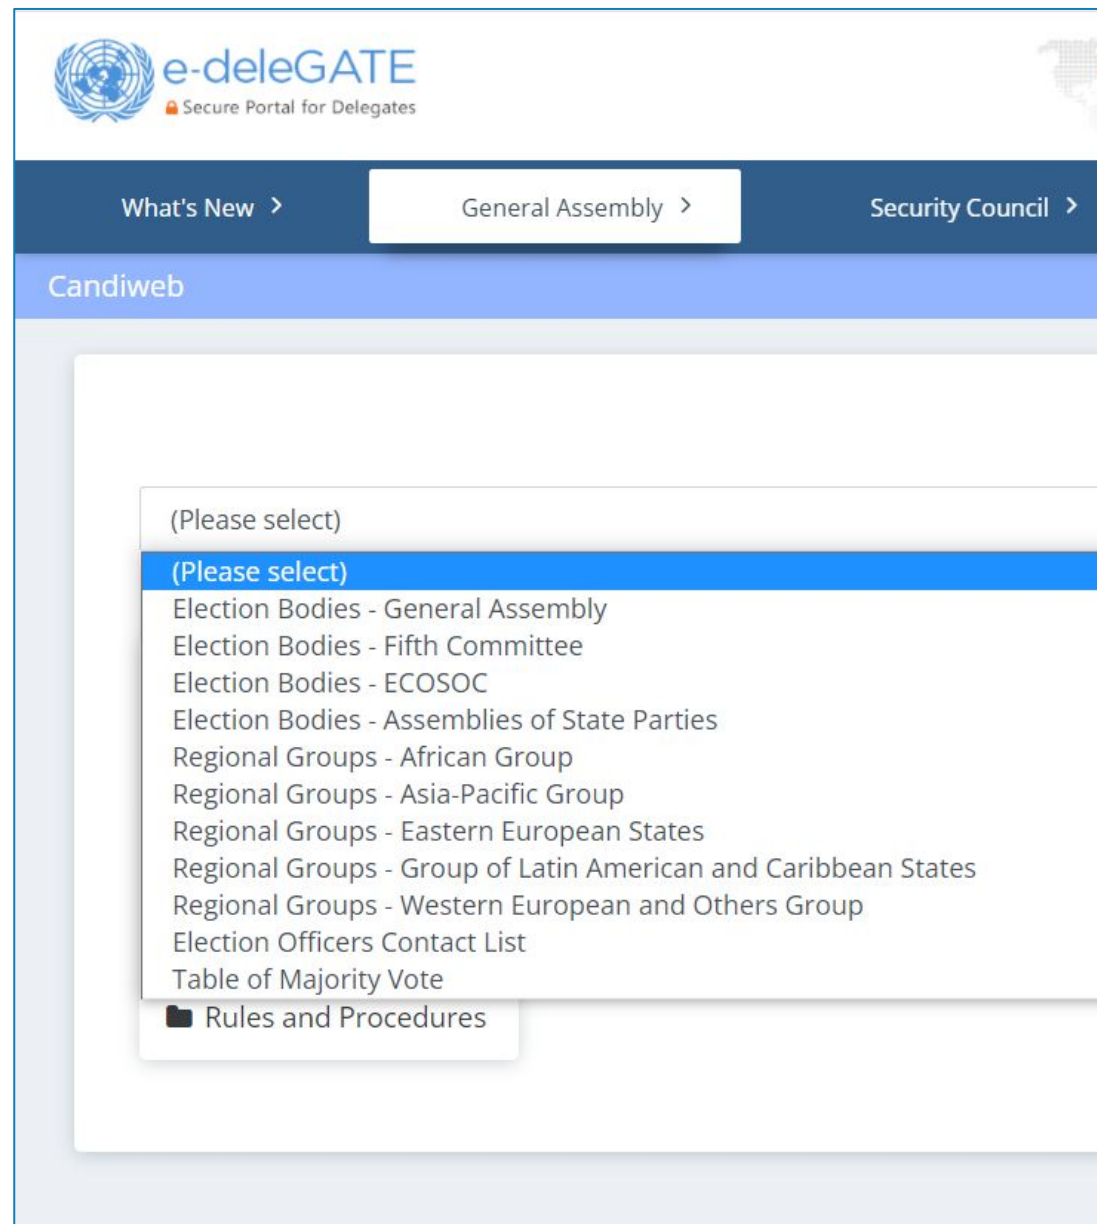 e-deleGATE
Secure Portal for Delegates
What's New > General Assembly > Security Council >
Candiweb
(Please select)
(Please select)
Election Bodies - General Assembly
Election Bodies - Fifth Committee
Election Bodies - ECOSOC
Election Bodies - Assemblies of State Parties
Regional Groups - African Group
Regional Groups - Asia-Pacific Group
Regional Groups - Eastern European States
Regional Groups - Group of Latin American and Caribbean States
Regional Groups - Western European and Others Group
Election Officers Contact List
Table of Majority Vote
Rules and Procedures